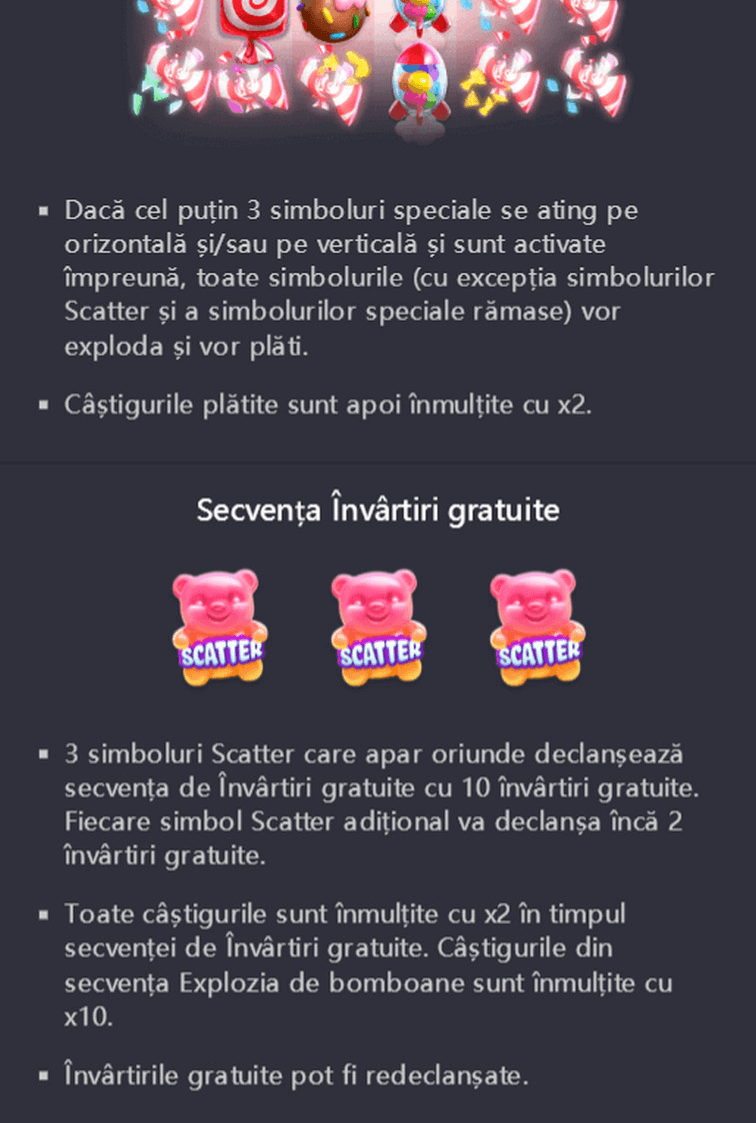 Dacă cel puțin 3 simboluri speciale se ating pe
orizontală și/sau pe verticală și sunt activate
împreună, toate simbolurile (cu excepția simbolurilor
Scatter și a simbolurilor speciale rămase) vor
exploda și vor plăti.
Câștigurile plătite sunt apoi înmulțite cu x2.
Secvența Învârtiri gratuite
SCATTER SCATTER SCATTER
3 simboluri Scatter care apar oriunde declanșează
secvența de Învârtiri gratuite cu 10 învârtiri gratuite.
Fiecare simbol Scatter adițional va declanșa încă 2
învârtiri gratuite.
Toate câștigurile sunt înmulțite cu x2 în timpul
secvenței de Învârtiri gratuite. Câștigurile din
secvența Explozia de bomboane sunt înmulțite cu
x10.
Învârtirile gratuite pot fi redeclanșate.